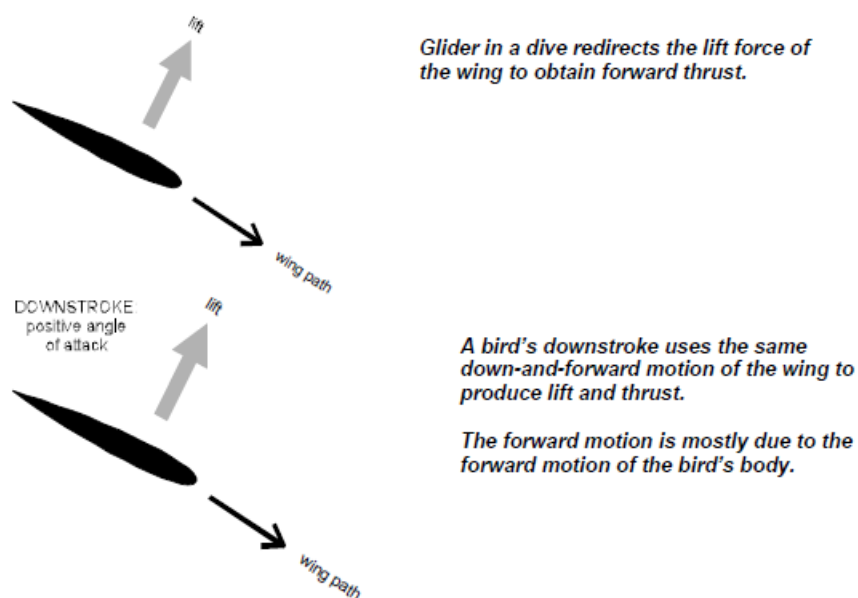 lift
Glider in a dive redirects the lift force of
the wing to obtain forward thrust.
wing path
DOWNSTROKE:
positive angle
of attack
lift
A bird's downstroke uses the same
down-and-forward motion of the wing to
produce lift and thrust.
The forward motion is mostly due to the
forward motion of the bird's body.
wing path